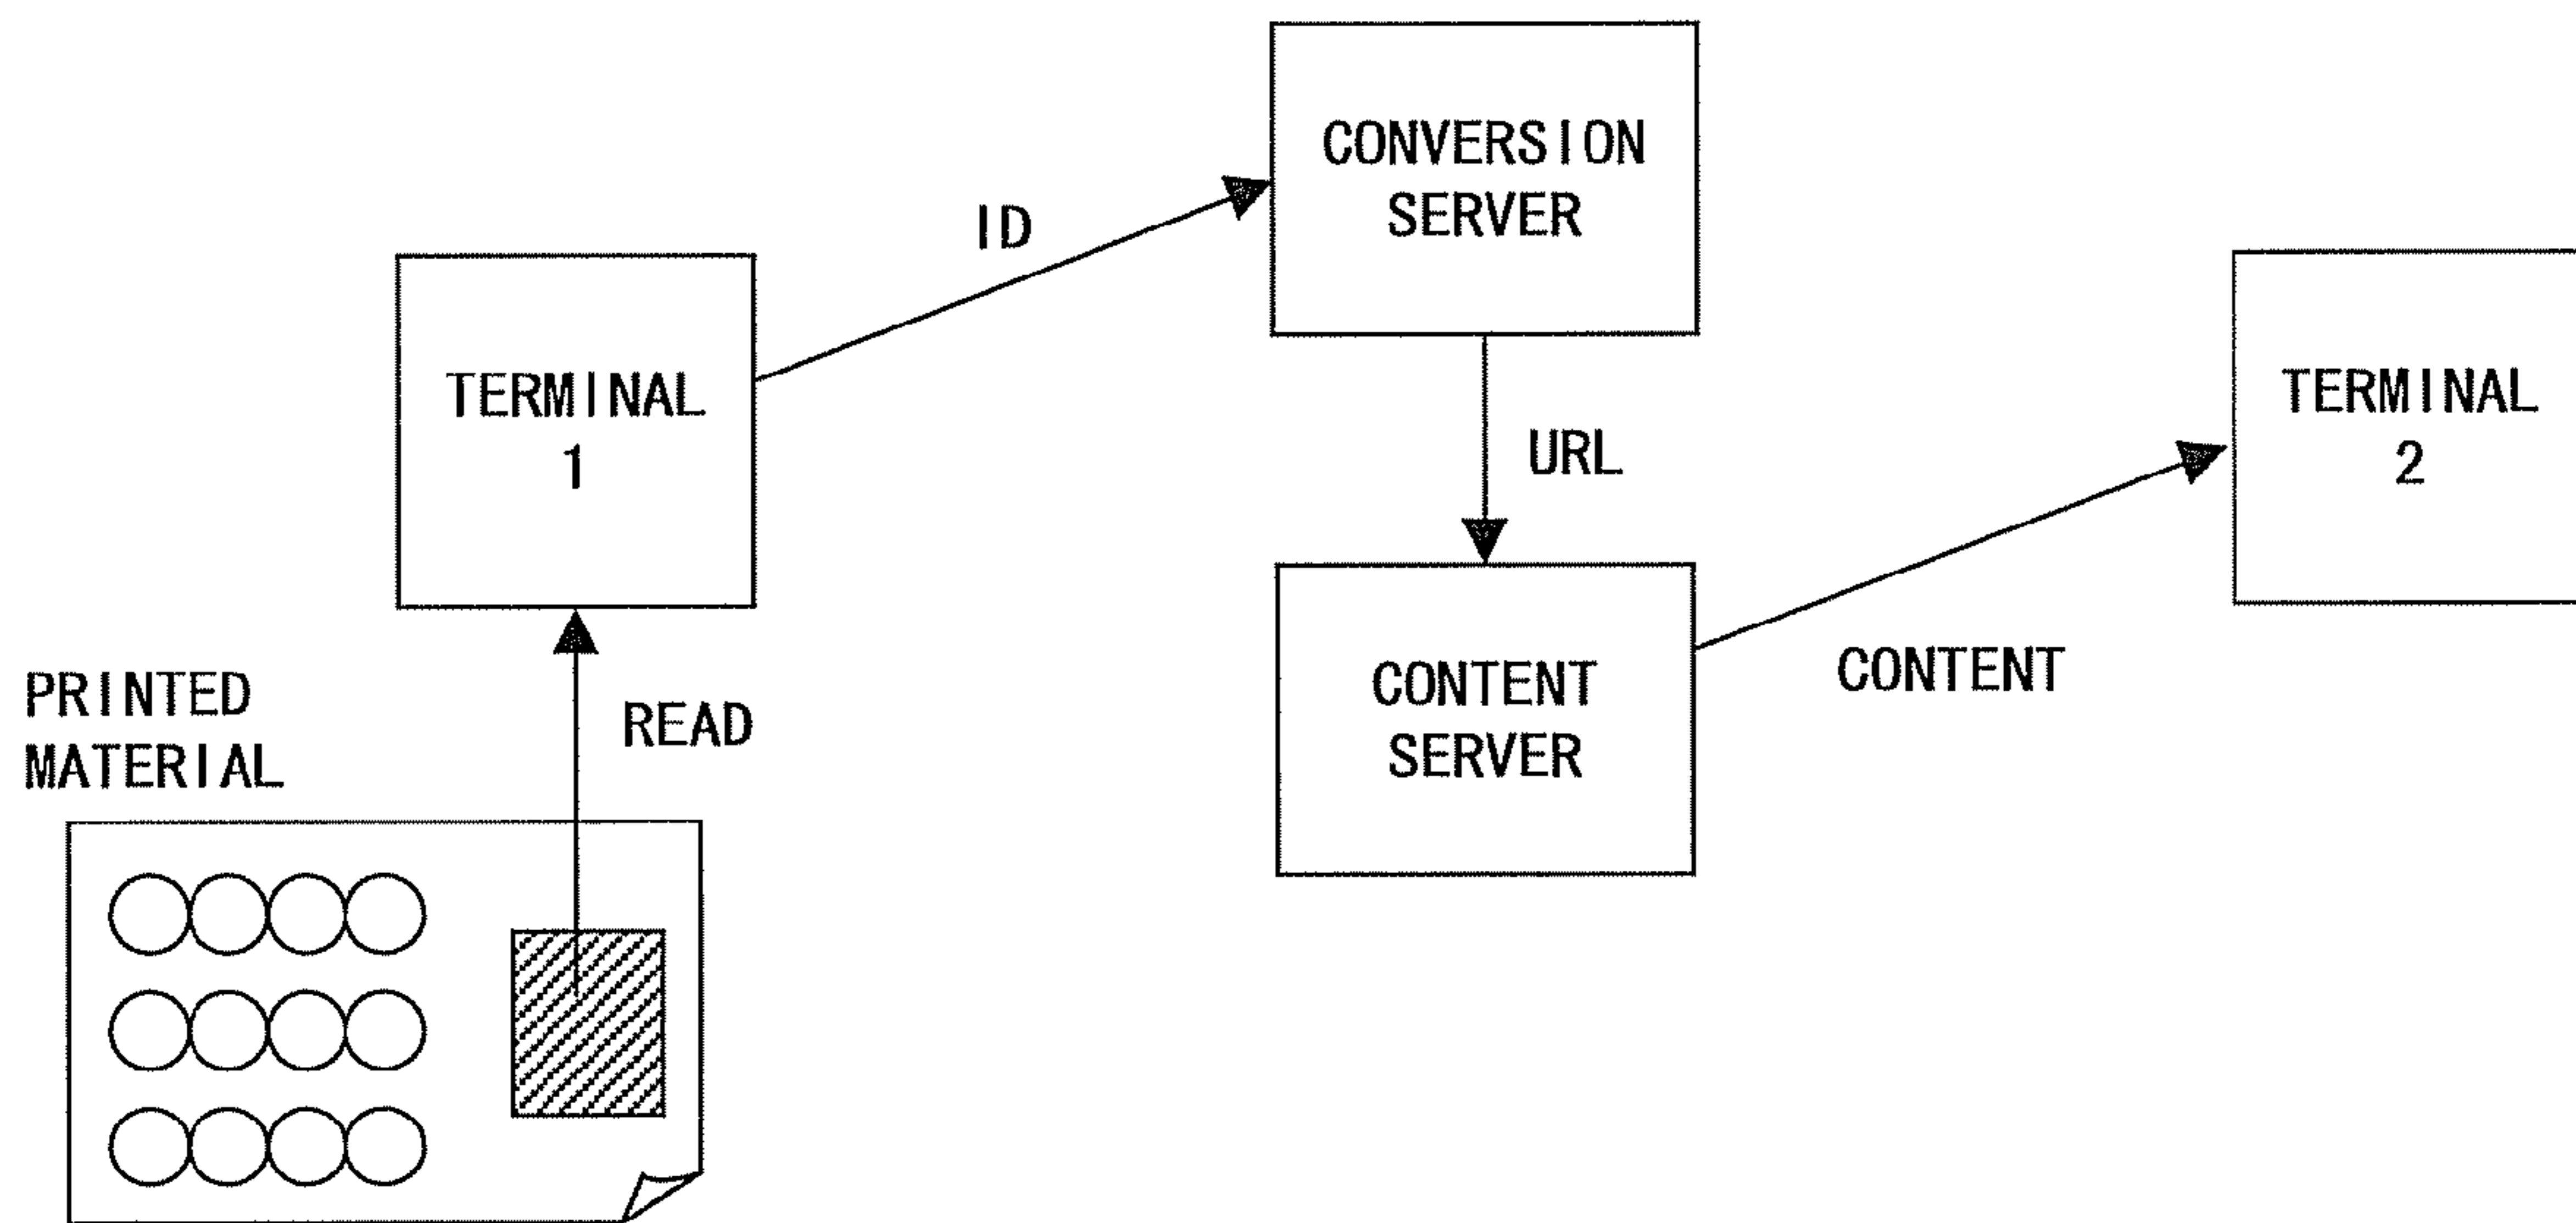 CONVERSION
SERVER
ID
TERMINAL
1
TERMINAL
2
URL
CONTENT
SERVER
CONTENT
PRINTED
MATERIAL
READ